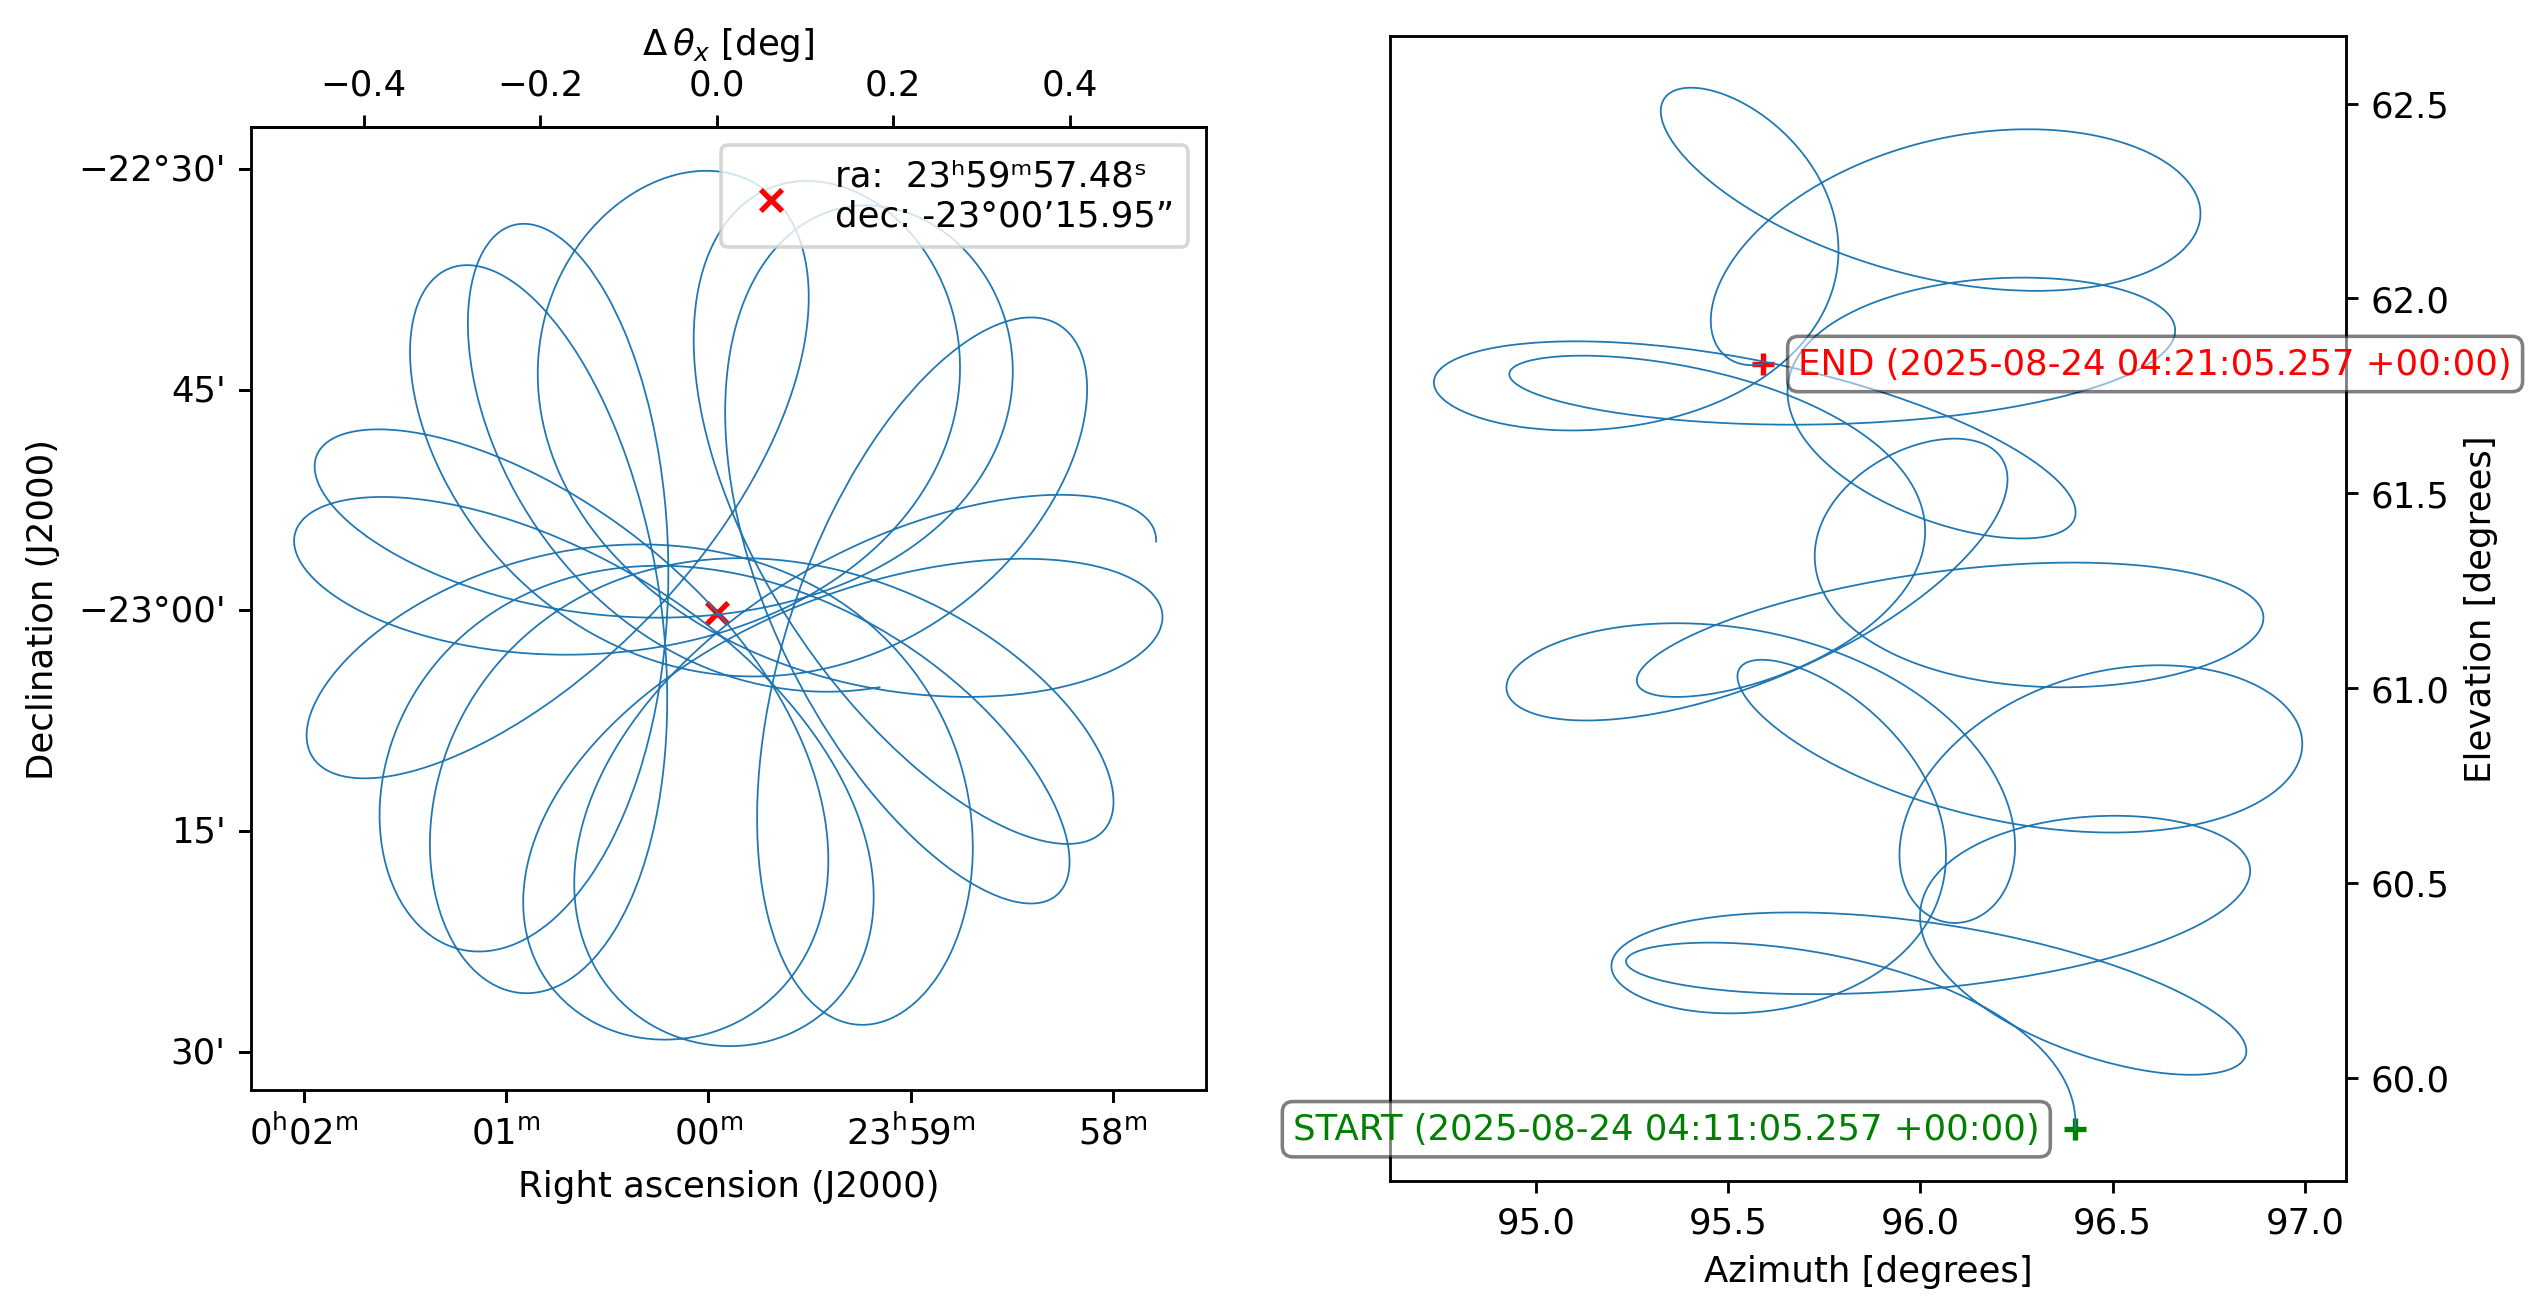 Δ θₓ [deg]
−0.4 −0.2 0.0 0.2 0.4
ra:  23ʰ59ᵐ57.48ˢ
dec: -23°00’15.95”
−22°30'
45'
−23°00'
15'
30'
Declination (J2000)
0ʰ02ᵐ 01ᵐ 00ᵐ 23ʰ59ᵐ 58ᵐ
Right ascension (J2000)
62.5
62.0
61.5
61.0
60.5
60.0
Elevation [degrees]
END (2025-08-24 04:21:05.257 +00:00)
START (2025-08-24 04:11:05.257 +00:00)
95.0 95.5 96.0 96.5 97.0
Azimuth [degrees]